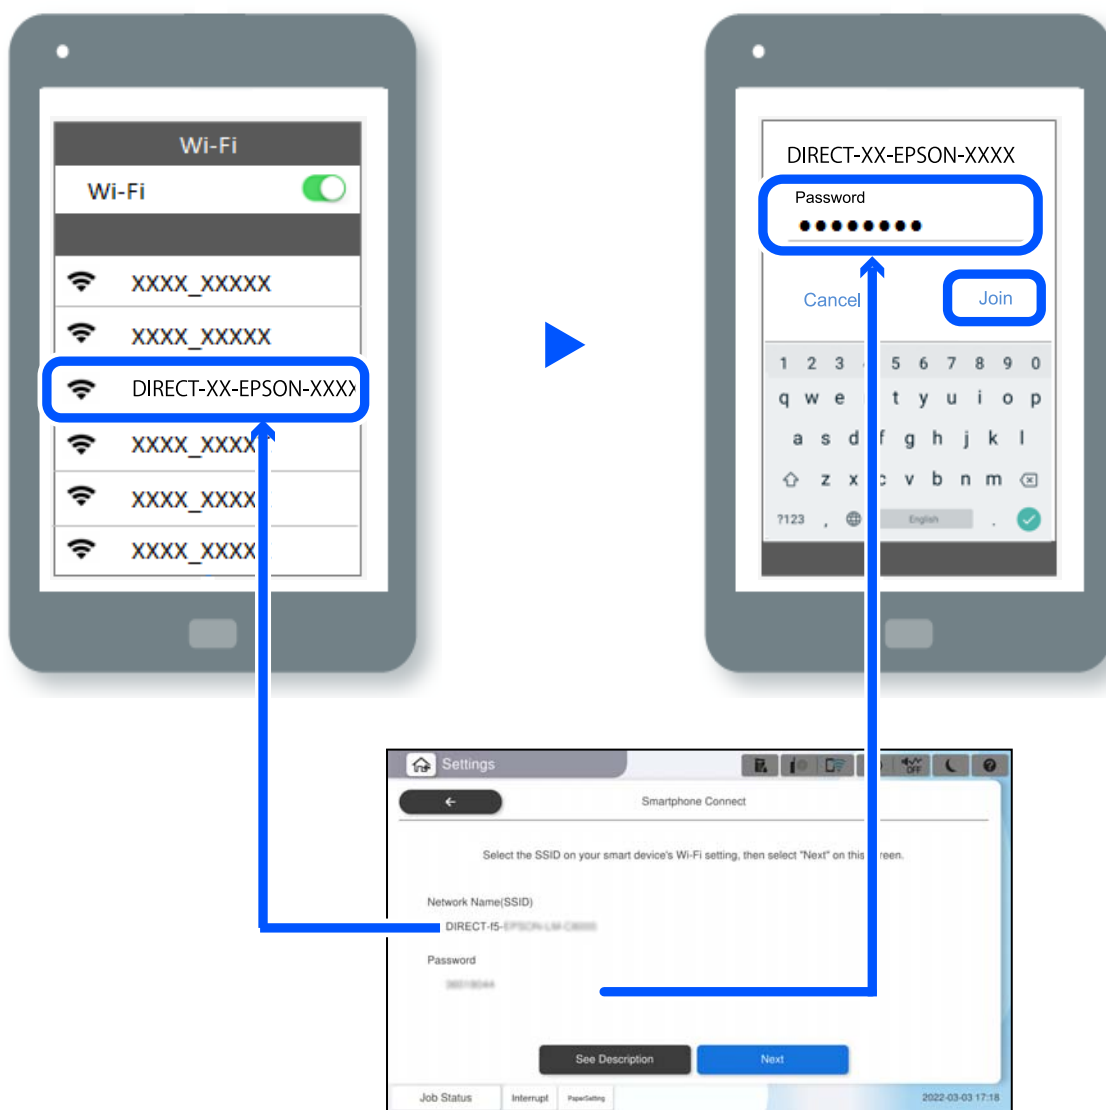 Wi-Fi
Wi-Fi
XXXX_XXXXX
XXXX_XXXXX
DIRECT-XX-EPSON-XXXX
XXXX_XXXX
XXXX_XXXX
XXXX_XXXX
DIRECT-XX-EPSON-XXXX
Password
Cancel
Join
1 2 3 5 6 7 8 9 0
q w e t y u i o p
a s d f g h j k l
z x c v b n m
?123 , English .
Settings
OFF
Smartphone Connect
Select the SSID on your smart device's Wi-Fi setting, then select "Next" on this screen.
Network Name(SSID)
DIRECT-f5-
Password
See Description
Next
Job Status
Interrupt
PaperSetting
2022-03-03 17:18